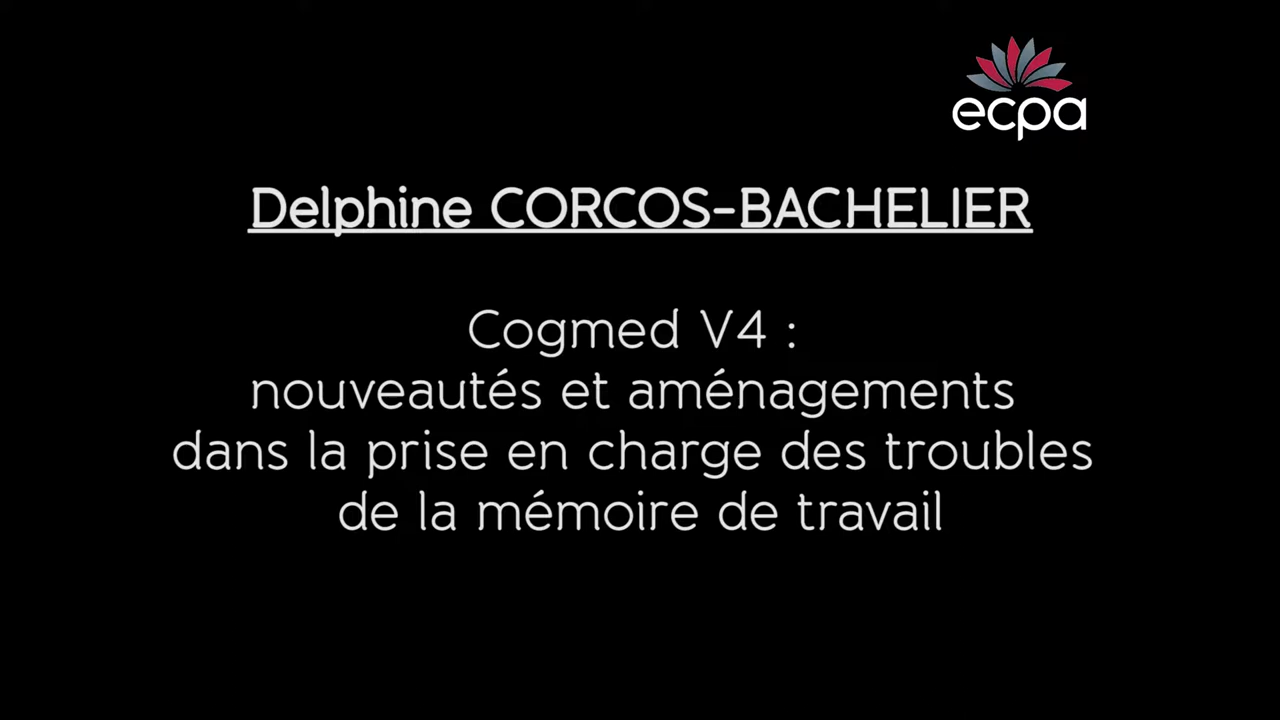 ecpa
Delphine CORCOS-BACHELIER
Cogmed V4 :
nouveautés et aménagements
dans la prise en charge des troubles
de la mémoire de travail